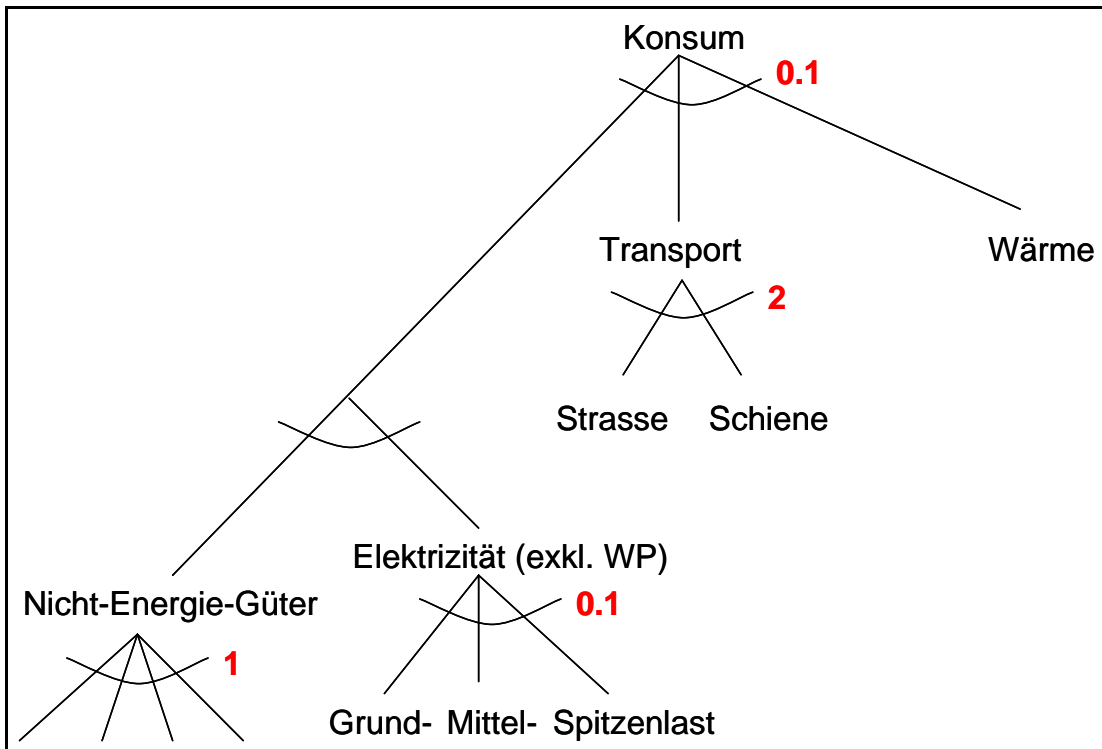 Konsum
0.1
Transport
Wärme
2
Strasse Schiene
Elektrizität (exkl. WP)
Nicht-Energie-Güter
0.1
1
Grund- Mittel- Spitzenlast